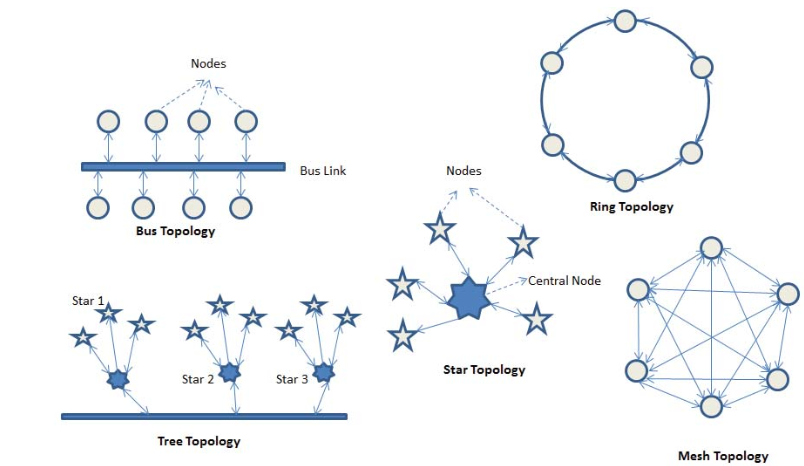 Nodes
Bus Link
Bus Topology
Ring Topology
Nodes
Central Node
Star Topology
Star 1
Star 2
Star 3
Tree Topology
Mesh Topology